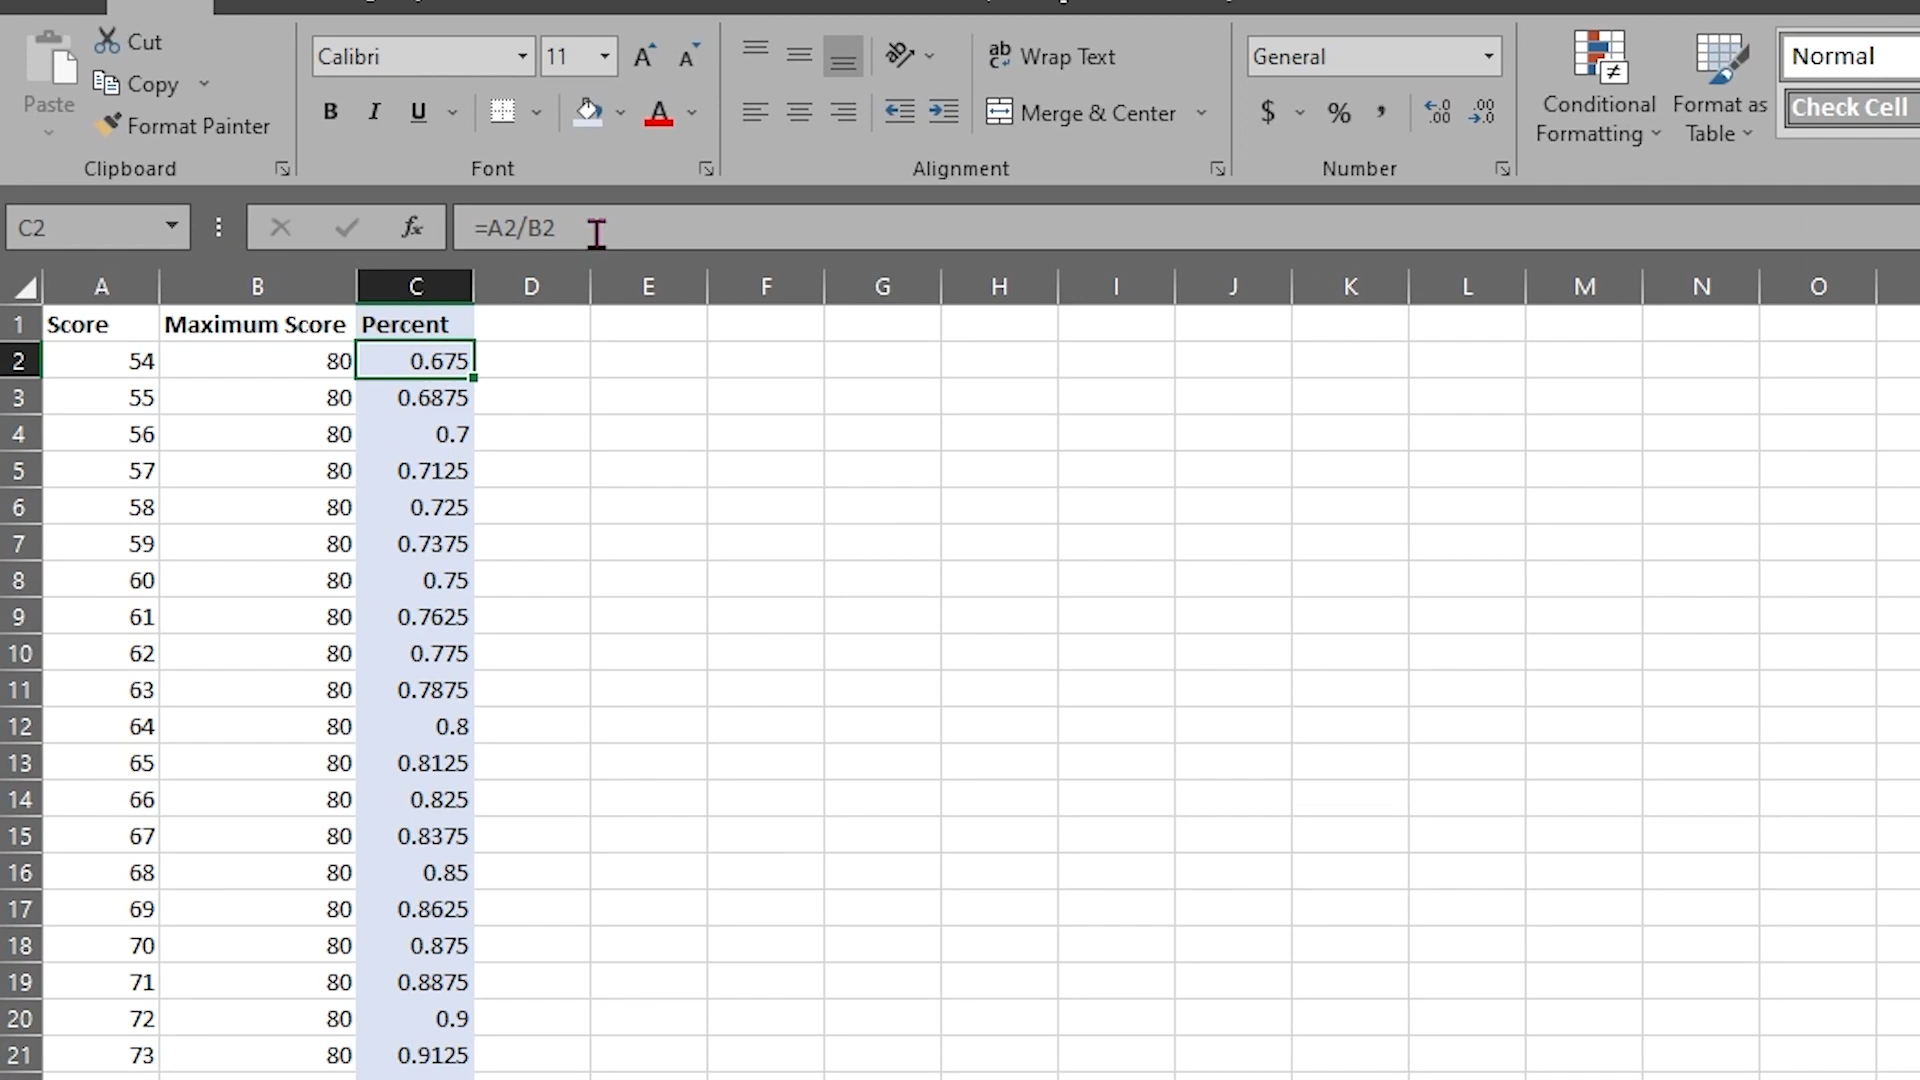 Cut
Calibri 11
ab Wrap Text
General
Normal
Paste
Copy
Conditional Formatting
Format as Table
Check Cell
Format Painter
B I U A
Merge & Center
$ % , .00 .00
Clipboard Font Alignment Number
C2 fx =A2/B2
A B C D E F G H I J K L M N O
1 Score Maximum Score Percent
2 54 80 0.675
3 55 80 0.6875
4 56 80 0.7
5 57 80 0.7125
6 58 80 0.725
7 59 80 0.7375
8 60 80 0.75
9 61 80 0.7625
10 62 80 0.775
11 63 80 0.7875
12 64 80 0.8
13 65 80 0.8125
14 66 80 0.825
15 67 80 0.8375
16 68 80 0.85
17 69 80 0.8625
18 70 80 0.875
19 71 80 0.8875
20 72 80 0.9
21 73 80 0.9125